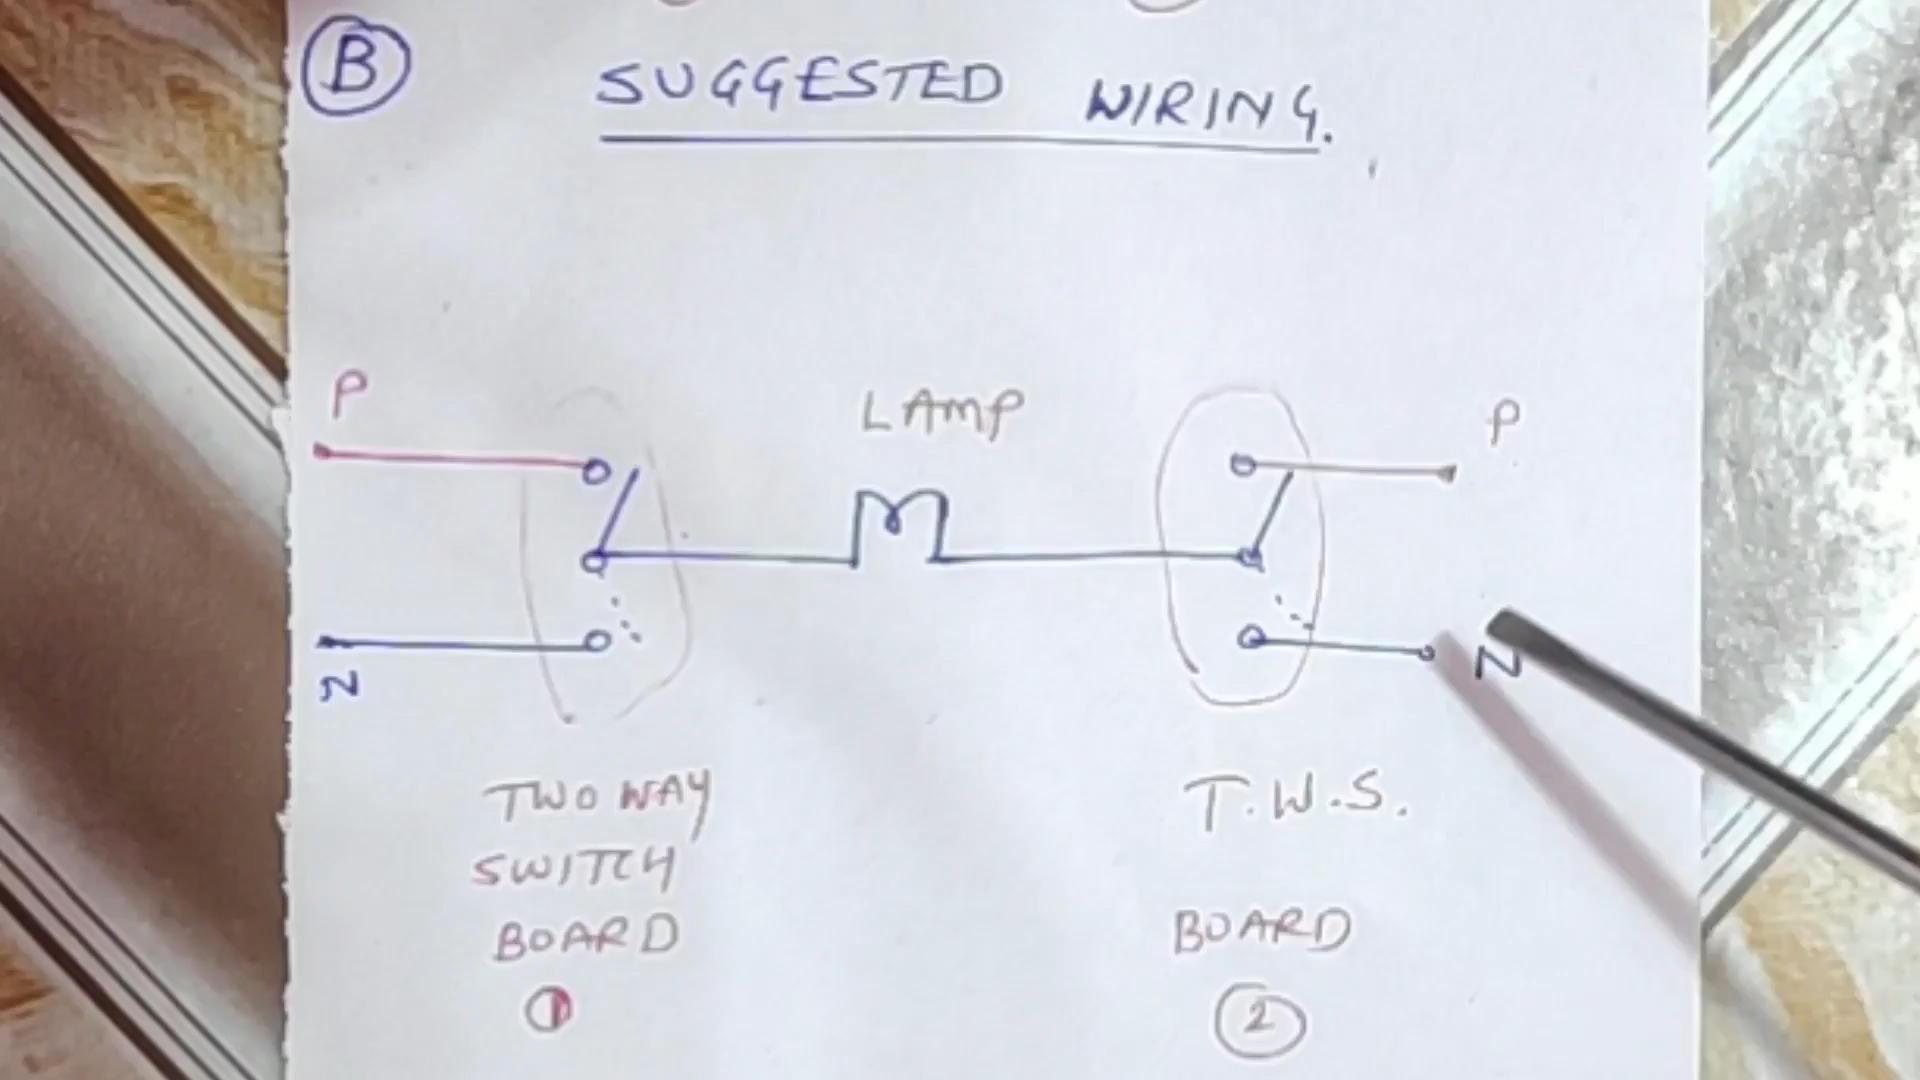 B
SUGGESTED WIRING.
P
LAMP
P
N
N
TWO WAY
SWITCH
BOARD
1
T.W.S.
BOARD
2